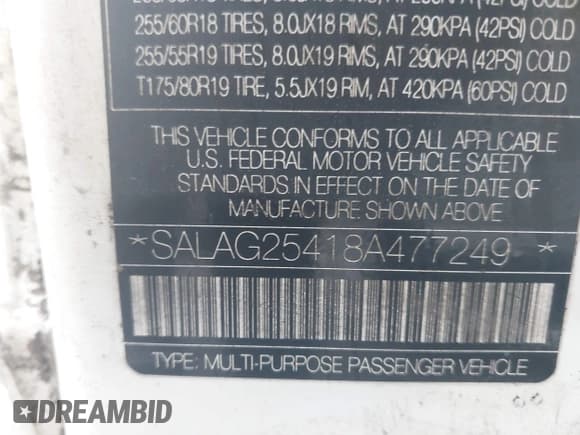 255/60R18 TIRES, 8.0JX18 RIMS, AT 290KPA (42PSI) COLD
255/55R19 TIRES, 8.0JX19 RIMS, AT 290KPA (42PSI) COLD
T175/80R19 TIRE, 5.5JX19 RIM, AT 420KPA (60PSI) COLD
THIS VEHICLE CONFORMS TO ALL APPLICABLE
U.S. FEDERAL MOTOR VEHICLE SAFETY
STANDARDS IN EFFECT ON THE DATE OF
MANUFACTURE SHOWN ABOVE
*SALAG25418A477249 *
TYPE: MULTI-PURPOSE PASSENGER VEHICLE
DREAMBID